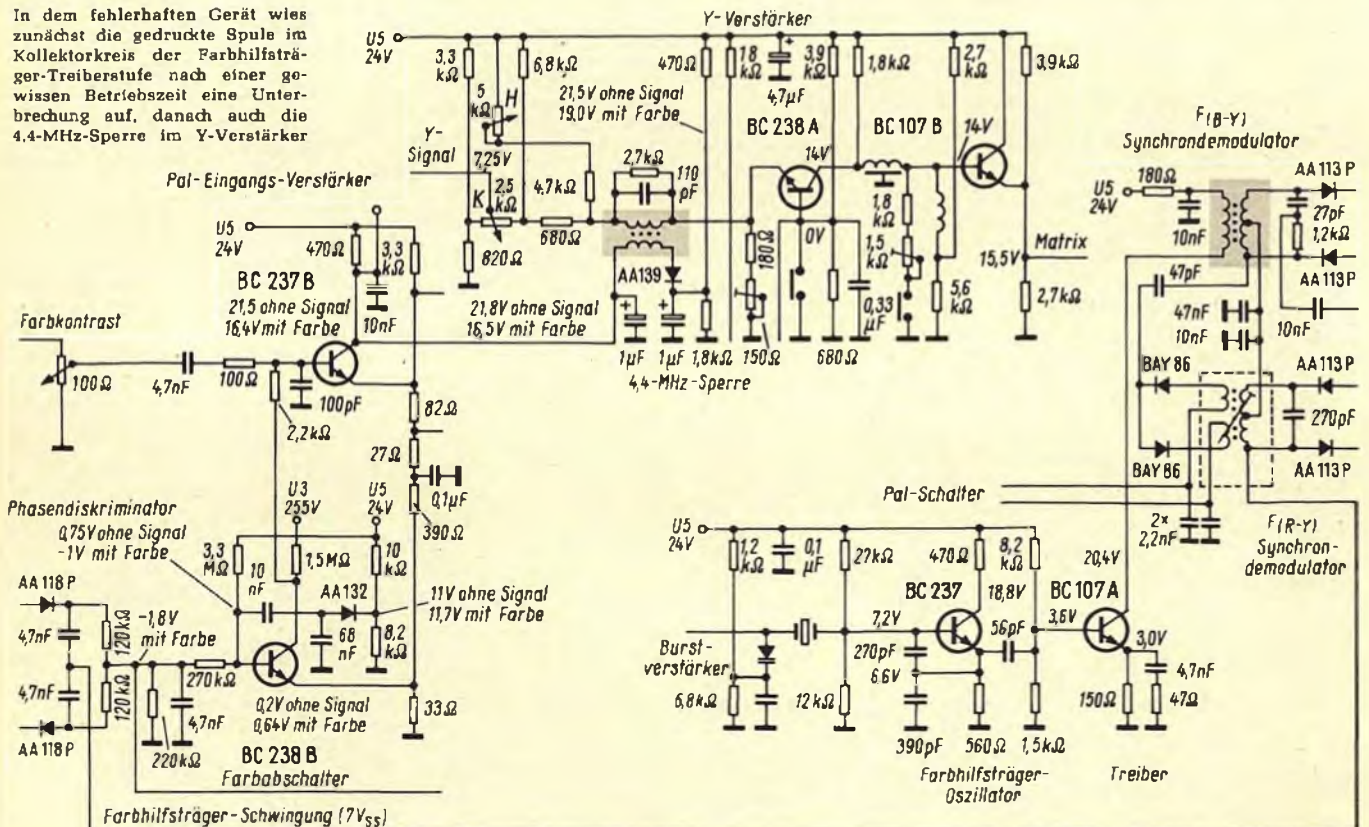 In dem fehlerhaften Gerät wies
zunächst die gedruckte Spule im
Kollektorkreis der Farbhilfsträ-
ger-Treiberstufe nach einer ge-
wissen Betriebszeit eine Unter-
brechung auf, danach auch die
4,4-MHz-Sperre im Y-Verstärker
Y-Verstärker
U5
24V
3,3
kΩ
6,8kΩ
5
kΩ
H
470Ω
1,8
kΩ
4,7µF
3,9
kΩ
1,8kΩ
2,7
kΩ
3,9kΩ
21,5V ohne Signal
19,0V mit Farbe
BC 238 A
BC 107 B
14V
14V
Y-
Signal
7,25V
K
2,5
kΩ
4,7kΩ
2,7kΩ
110
pF
680Ω
820Ω
AA139
21,8V ohne Signal
16,5V mit Farbe
1µF
1µF
1,8kΩ
4,4-MHz-Sperre
180Ω
150Ω
0V
680Ω
0,33
µF
1,8
kΩ
1,5
kΩ
5,6
kΩ
15,5V
Matrix
2,7kΩ
F(B-Y)
Synchrondemodulator
U5
24V
180Ω
10nF
AA 113 P
27pF
1,2kΩ
AA 113 P
47pF
47nF
10nF
10nF
BAY 86
AA 113 P
270pF
BAY 86
AA 113 P
Pal-Schalter
2×
2,2nF
F(R-Y)
Synchron-
demodulator
Pal-Eingangs-Verstärker
U5
24V
470Ω
3,3
kΩ
BC 237 B
21,5 ohne Signal
16,4V mit Farbe
10nF
Farbkontrast
100Ω
4,7nF
100Ω
100pF
2,2kΩ
82Ω
27Ω
0,1µF
390Ω
Phasendiskriminator
0,75V ohne Signal
-1V mit Farbe
U3
255V
U5
24V
3,3
MΩ
10
nF
1,5MΩ
10
kΩ
AA 132
11V ohne Signal
11,7V mit Farbe
68
nF
8,2
kΩ
AA 118 P
4,7nF
120kΩ
-1,8V
mit Farbe
270kΩ
4,7nF
120kΩ
AA 118 P
220kΩ
4,7nF
0,2V ohne Signal
0,64V mit Farbe
33Ω
BC 238 B
Farbabschalter
Farbhilfsträger-Schwingung (7VSS)
U5
24V
1,2
kΩ
0,1
µF
27kΩ
470Ω
8,2
kΩ
BC 237
18,8V
20,4V
BC 107 A
7,2V
56pF
3,6V
3,0V
Burst-
verstärker
270pF
6,6V
4,7nF
6,8kΩ
12kΩ
390pF
560Ω
1,5kΩ
150Ω
47Ω
Farbhilfsträger-
Oszillator
Treiber